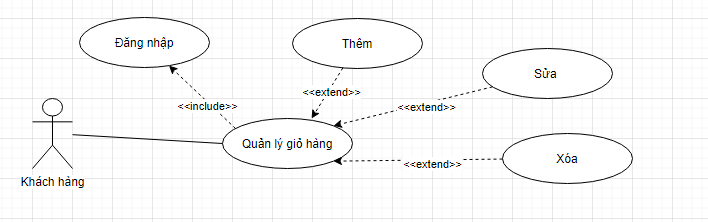 Đăng nhập
Thêm
Sửa
<<extend>>
<<include>>
<<extend>>
Quản lý giỏ hàng
<<extend>>
Xóa
Khách hàng